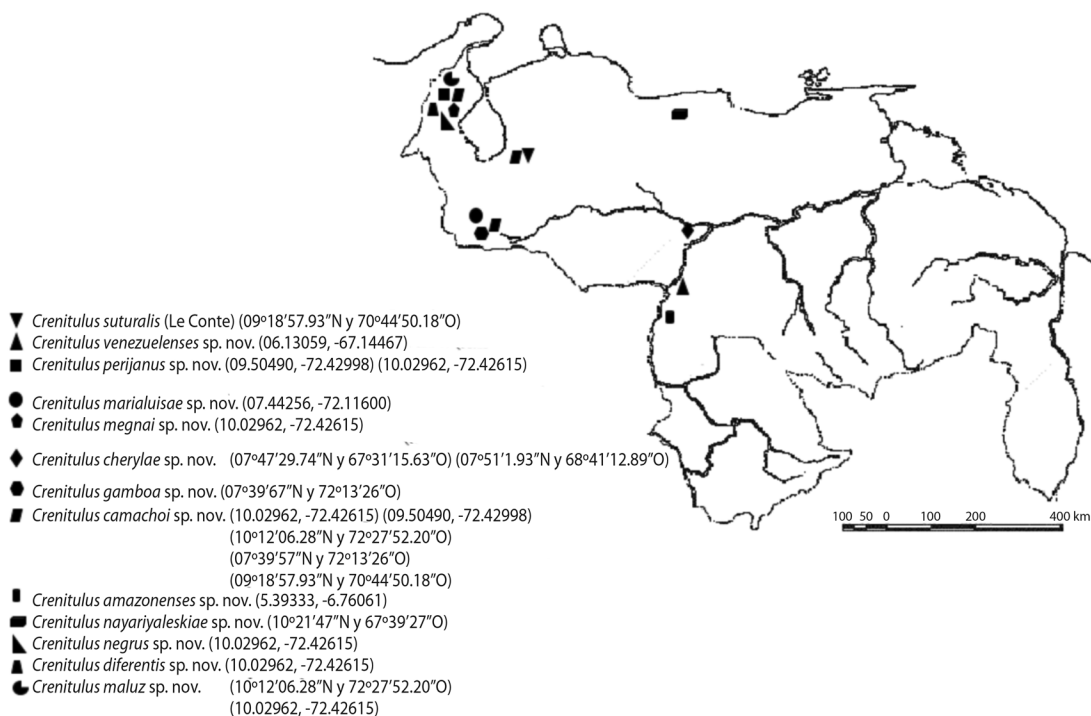 Crenitulus suturalis (Le Conte) (09º18’57.93”N y 70º44’50.18”O)
Crenitulus venezuelenses sp. nov. (06.13059, -67.14467)
Crenitulus perijanus sp. nov. (09.50490, -72.42998) (10.02962, -72.42615)
Crenitulus marialuisae sp. nov. (07.44256, -72.11600)
Crenitulus megnai sp. nov. (10.02962, -72.42615)
Crenitulus cherylae sp. nov. (07º47’29.74”N y 67º31’15.63”O) (07º51’1.93”N y 68º41’12.89”O)
Crenitulus gamboa sp. nov. (07º39’67”N y 72º13’26”O)
Crenitulus camachoi sp. nov. (10.02962, -72.42615) (09.50490, -72.42998)
(10º12’06.28”N y 72º27’52.20”O)
(07º39’57”N y 72º13’26”O)
(09º18’57.93”N y 70º44’50.18”O)
Crenitulus amazonenses sp. nov. (5.39333, -6.76061)
Crenitulus nayariyaleskiae sp. nov. (10º21’47”N y 67º39’27”O)
Crenitulus negrus sp. nov. (10.02962, -72.42615)
Crenitulus diferentis sp. nov. (10.02962, -72.42615)
Crenitulus maluz sp. nov. (10º12’06.28”N y 72º27’52.20”O)
(10.02962, -72.42615)
100 50 0 100 200 400 km